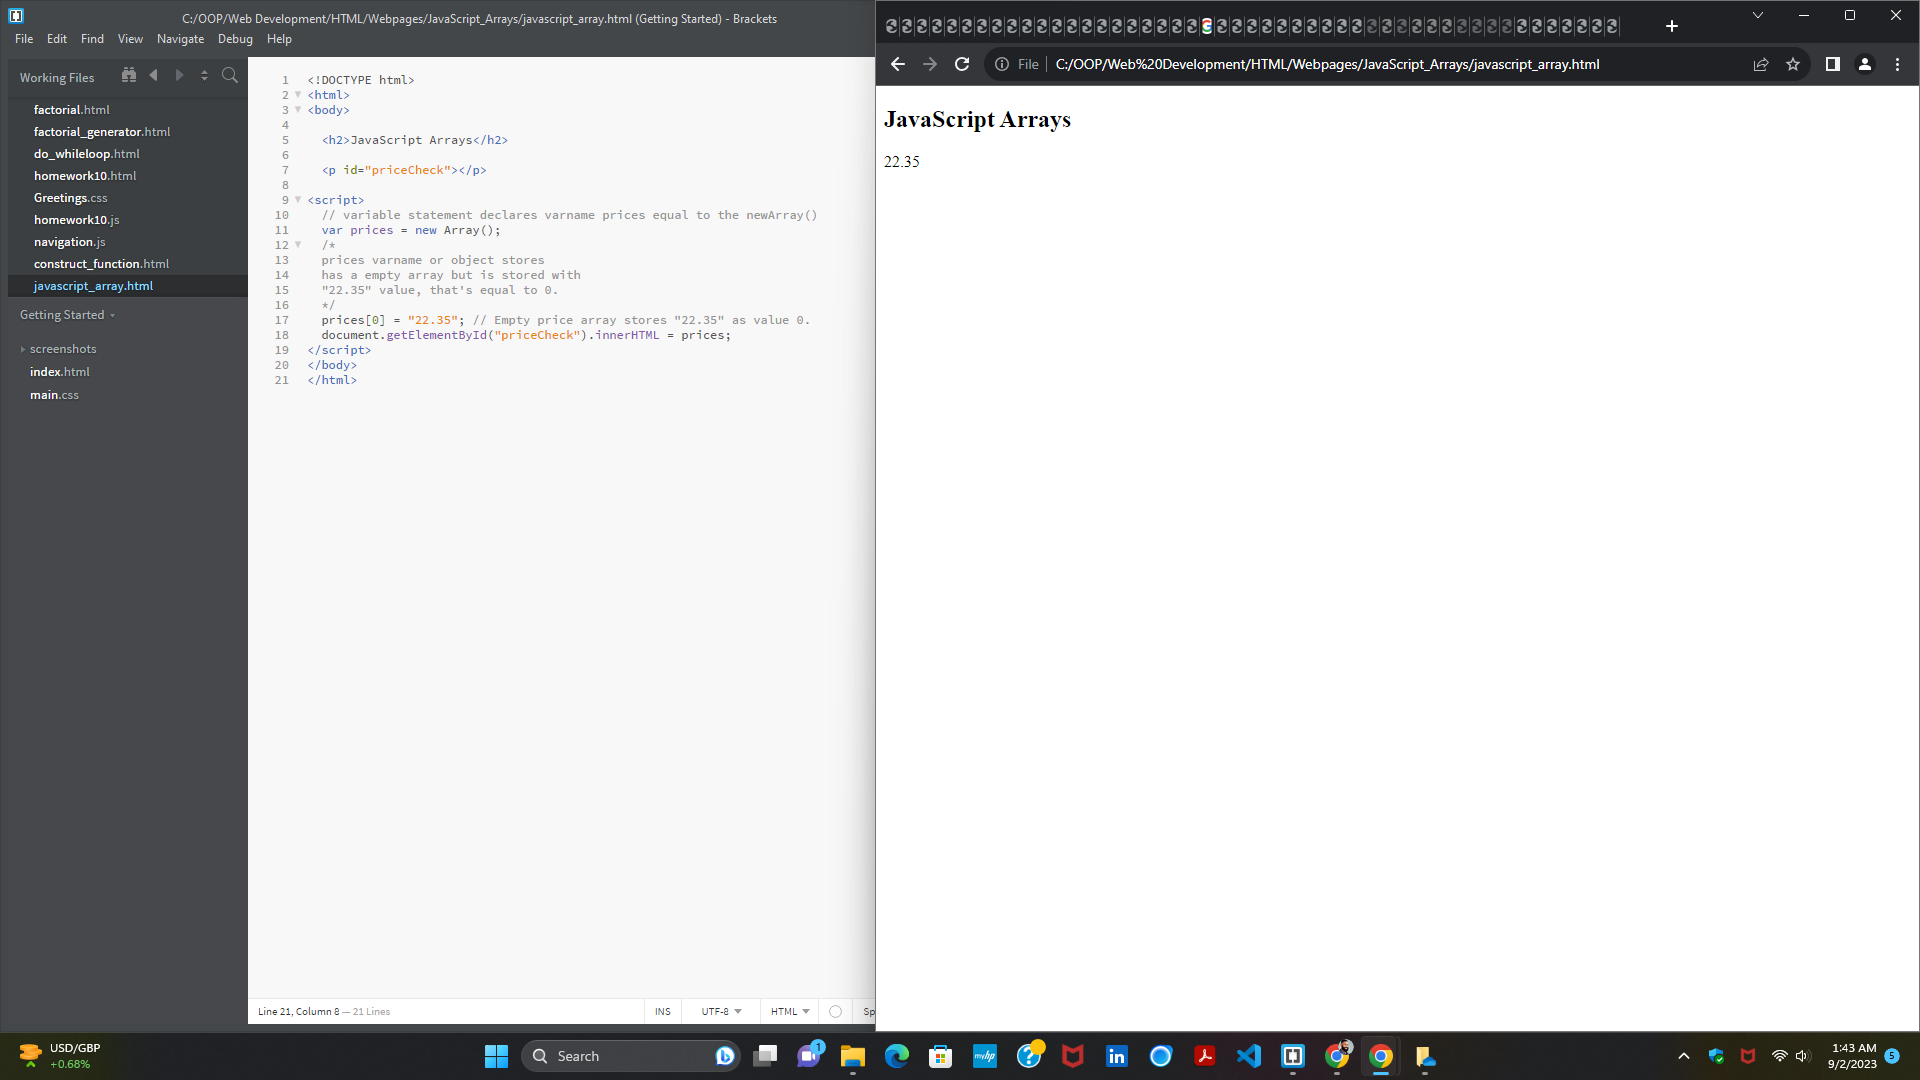 C:/OOP/Web Development/HTML/Webpages/JavaScript_Arrays/javascript_array.html (Getting Started) - Brackets
File Edit Find View Navigate Debug Help
Working Files
factorial.html
factorial_generator.html
do_whileloop.html
homework10.html
Greetings.css
homework10.js
navigation.js
construct_function.html
javascript_array.html
Getting Started
screenshots
index.html
main.css
1 <!DOCTYPE html>
2 <html>
3 <body>
4
5 <h2>JavaScript Arrays</h2>
6
7 <p id="priceCheck"></p>
8
9 <script>
10 // variable statement declares varname prices equal to the newArray()
11 var prices = new Array();
12 /*
13 prices varname or object stores
14 has a empty array but is stored with
15 "22.35" value, that's equal to 0.
16 */
17 prices[0] = "22.35"; // Empty price array stores "22.35" as value 0.
18 document.getElementById("priceCheck").innerHTML = prices;
19 </script>
20 </body>
21 </html>
Line 21, Column 8 — 21 Lines
INS UTF-8 HTML Sp
File C:/OOP/Web%20Development/HTML/Webpages/JavaScript_Arrays/javascript_array.html
JavaScript Arrays
22.35
USD/GBP
+0.68%
Search
1
myhp
in
1:43 AM
9/2/2023
5